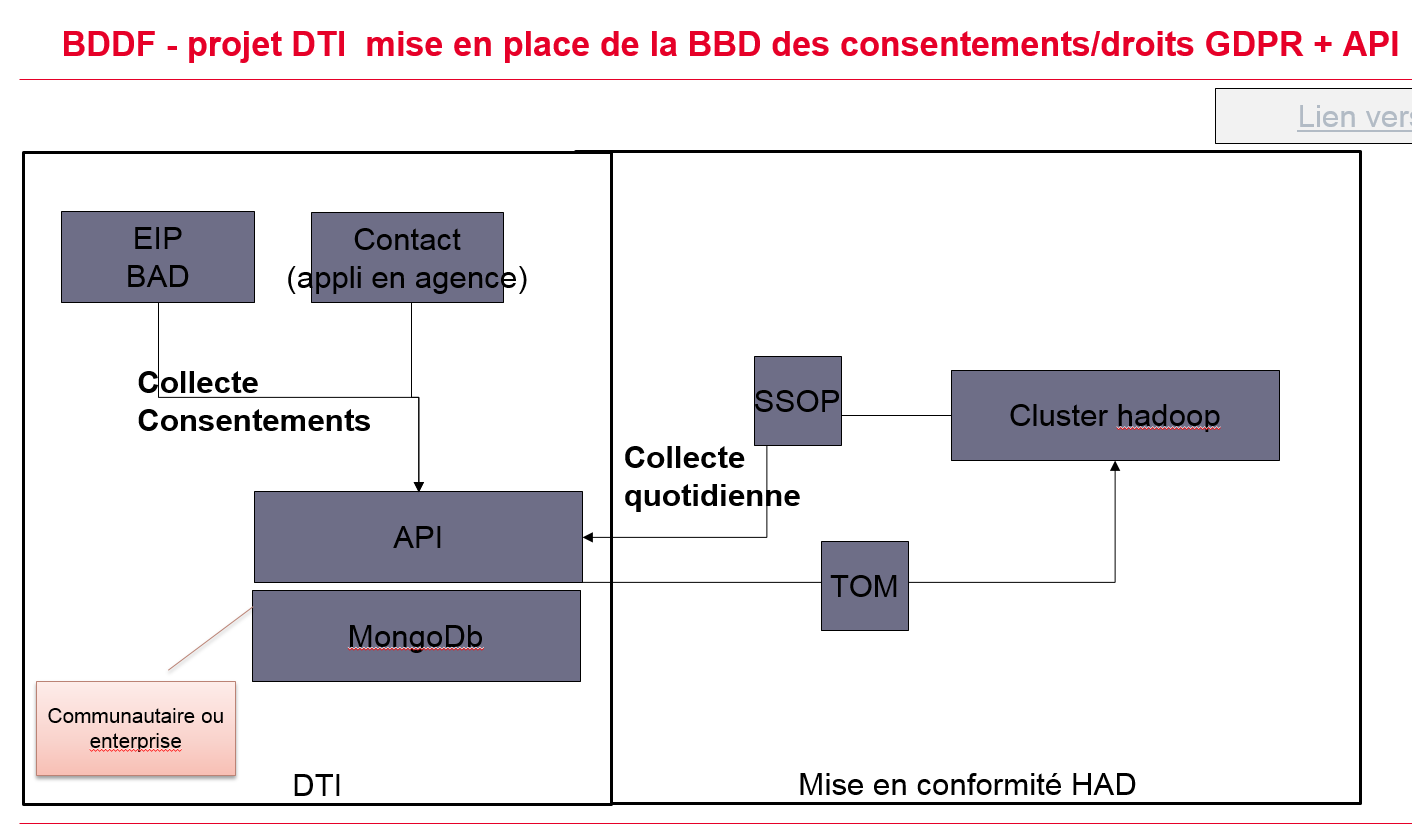 BDDF - projet DTI  mise en place de la BBD des consentements/droits GDPR + API
Lien vers
EIP
BAD
Contact
(appli en agence)
Collecte
Consentements
SSOP
Cluster hadoop
Collecte
quotidienne
API
TOM
MongoDb
Communautaire ou
enterprise
DTI
Mise en conformité HAD